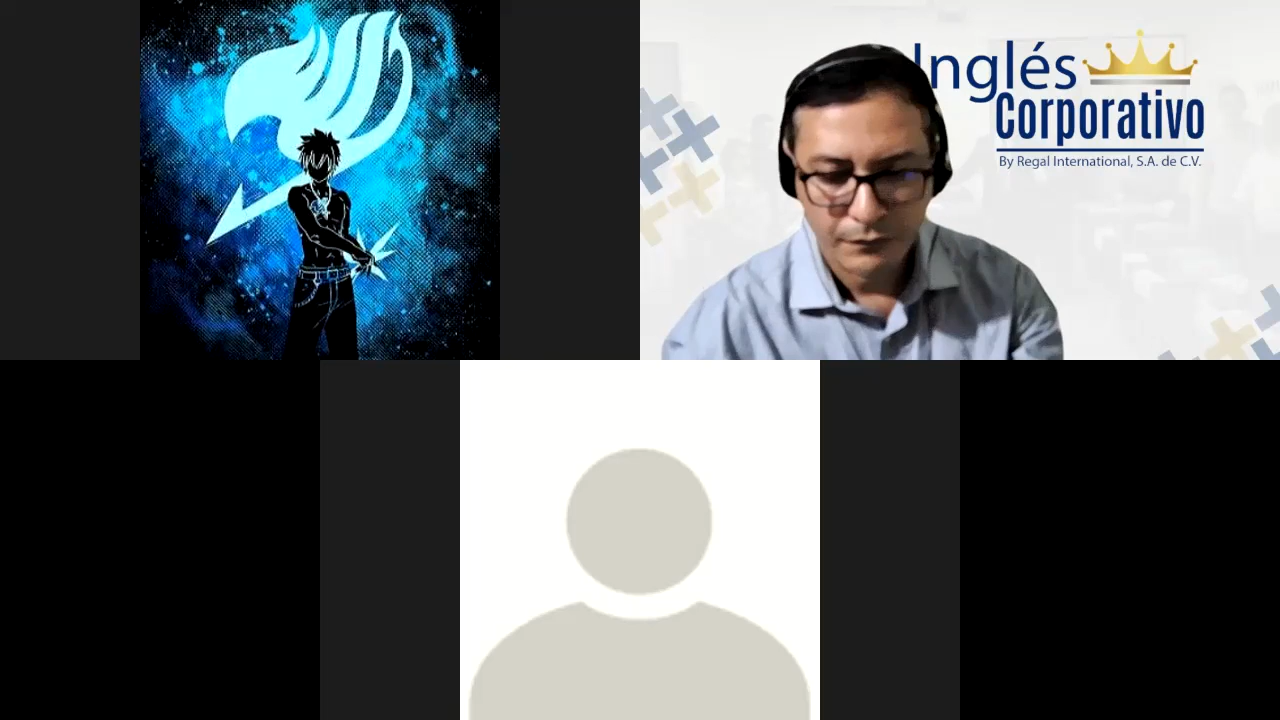 Inglés
Corporativo
By Regal International, S.A. de C.V.